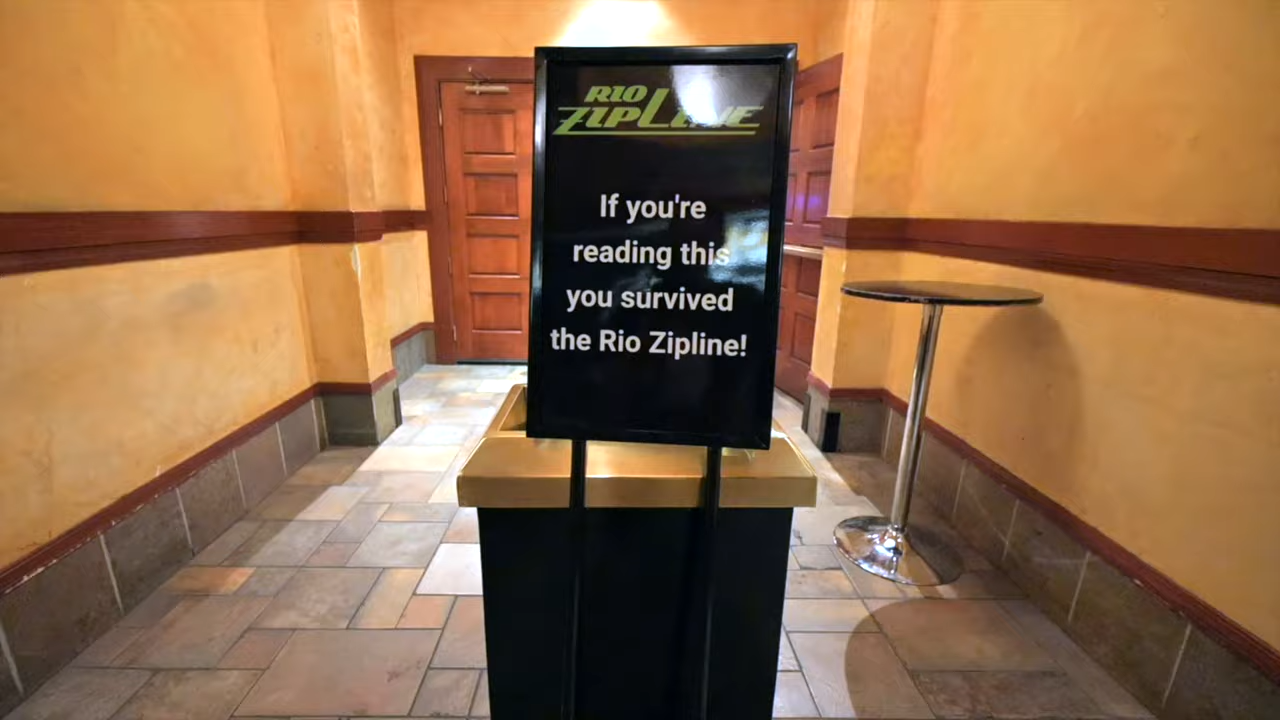 RIO
ZIPLINE
If you're
reading this
you survived
the Rio Zipline!